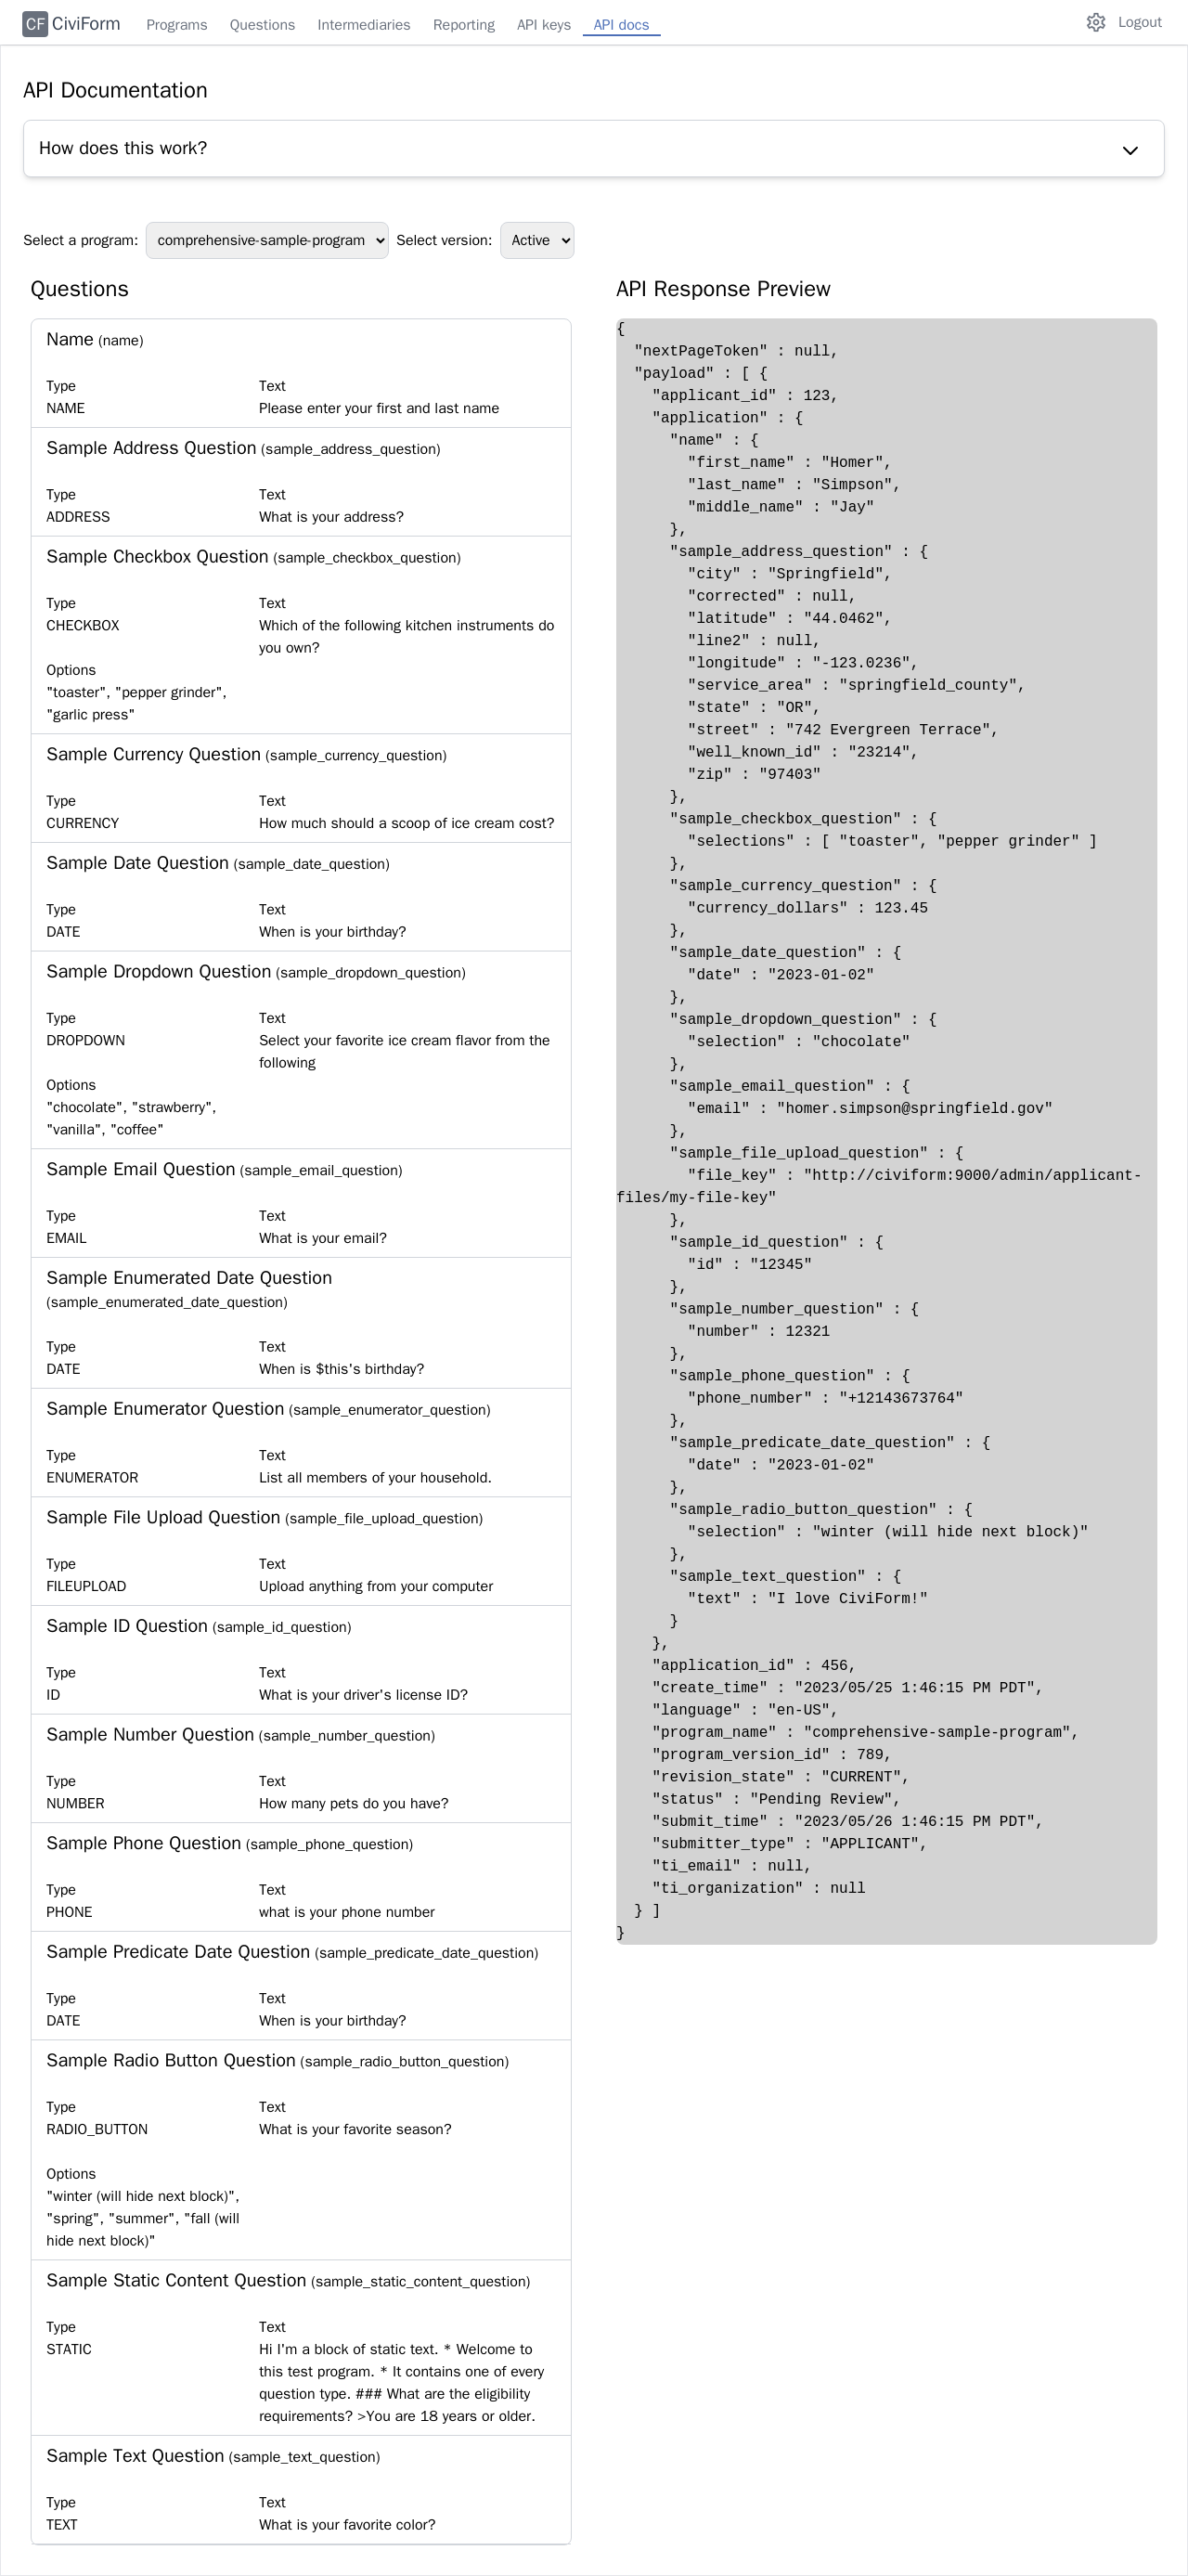 CF CiviForm Programs Questions Intermediaries Reporting API keys API docs Logout
API Documentation
How does this work?
Select a program: comprehensive-sample-program Select version: Active
Questions
Name (name)
Type Text
NAME Please enter your first and last name
Sample Address Question (sample_address_question)
Type Text
ADDRESS What is your address?
Sample Checkbox Question (sample_checkbox_question)
Type Text
CHECKBOX Which of the following kitchen instruments do
you own?
Options
"toaster", "pepper grinder",
"garlic press"
Sample Currency Question (sample_currency_question)
Type Text
CURRENCY How much should a scoop of ice cream cost?
Sample Date Question (sample_date_question)
Type Text
DATE When is your birthday?
Sample Dropdown Question (sample_dropdown_question)
Type Text
DROPDOWN Select your favorite ice cream flavor from the
following
Options
"chocolate", "strawberry",
"vanilla", "coffee"
Sample Email Question (sample_email_question)
Type Text
EMAIL What is your email?
Sample Enumerated Date Question
(sample_enumerated_date_question)
Type Text
DATE When is $this's birthday?
Sample Enumerator Question (sample_enumerator_question)
Type Text
ENUMERATOR List all members of your household.
Sample File Upload Question (sample_file_upload_question)
Type Text
FILEUPLOAD Upload anything from your computer
Sample ID Question (sample_id_question)
Type Text
ID What is your driver's license ID?
Sample Number Question (sample_number_question)
Type Text
NUMBER How many pets do you have?
Sample Phone Question (sample_phone_question)
Type Text
PHONE what is your phone number
Sample Predicate Date Question (sample_predicate_date_question)
Type Text
DATE When is your birthday?
Sample Radio Button Question (sample_radio_button_question)
Type Text
RADIO_BUTTON What is your favorite season?
Options
"winter (will hide next block)",
"spring", "summer", "fall (will
hide next block)"
Sample Static Content Question (sample_static_content_question)
Type Text
STATIC Hi I'm a block of static text. * Welcome to
this test program. * It contains one of every
question type. ### What are the eligibility
requirements? >You are 18 years or older.
Sample Text Question (sample_text_question)
Type Text
TEXT What is your favorite color?
API Response Preview
{
"nextPageToken" : null,
"payload" : [ {
"applicant_id" : 123,
"application" : {
"name" : {
"first_name" : "Homer",
"last_name" : "Simpson",
"middle_name" : "Jay"
},
"sample_address_question" : {
"city" : "Springfield",
"corrected" : null,
"latitude" : "44.0462",
"line2" : null,
"longitude" : "-123.0236",
"service_area" : "springfield_county",
"state" : "OR",
"street" : "742 Evergreen Terrace",
"well_known_id" : "23214",
"zip" : "97403"
},
"sample_checkbox_question" : {
"selections" : [ "toaster", "pepper grinder" ]
},
"sample_currency_question" : {
"currency_dollars" : 123.45
},
"sample_date_question" : {
"date" : "2023-01-02"
},
"sample_dropdown_question" : {
"selection" : "chocolate"
},
"sample_email_question" : {
"email" : "homer.simpson@springfield.gov"
},
"sample_file_upload_question" : {
"file_key" : "http://civiform:9000/admin/applicant-
files/my-file-key"
},
"sample_id_question" : {
"id" : "12345"
},
"sample_number_question" : {
"number" : 12321
},
"sample_phone_question" : {
"phone_number" : "+12143673764"
},
"sample_predicate_date_question" : {
"date" : "2023-01-02"
},
"sample_radio_button_question" : {
"selection" : "winter (will hide next block)"
},
"sample_text_question" : {
"text" : "I love CiviForm!"
}
},
"application_id" : 456,
"create_time" : "2023/05/25 1:46:15 PM PDT",
"language" : "en-US",
"program_name" : "comprehensive-sample-program",
"program_version_id" : 789,
"revision_state" : "CURRENT",
"status" : "Pending Review",
"submit_time" : "2023/05/26 1:46:15 PM PDT",
"submitter_type" : "APPLICANT",
"ti_email" : null,
"ti_organization" : null
} ]
}